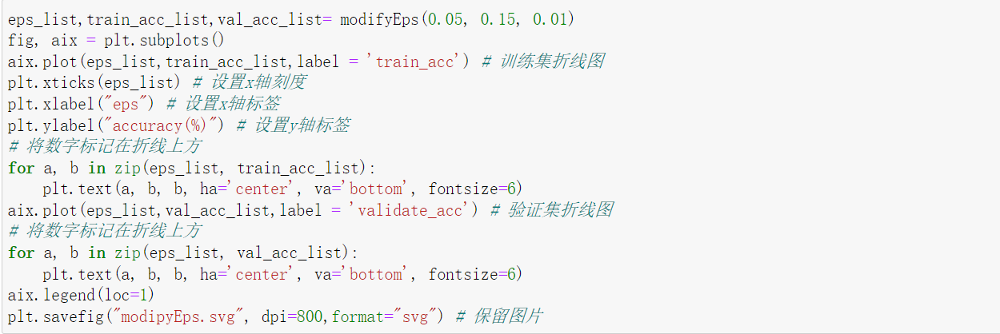 eps_list,train_acc_list,val_acc_list= modifyEps(0.05, 0.15, 0.01)
fig, aix = plt.subplots()
aix.plot(eps_list,train_acc_list,label = 'train_acc') # 训练集折线图
plt.xticks(eps_list) # 设置x轴刻度
plt.xlabel("eps") # 设置x轴标签
plt.ylabel("accuracy(%)") # 设置y轴标签
# 将数字标记在折线上方
for a, b in zip(eps_list, train_acc_list):
    plt.text(a, b, b, ha='center', va='bottom', fontsize=6)
aix.plot(eps_list,val_acc_list,label = 'validate_acc') # 验证集折线图
# 将数字标记在折线上方
for a, b in zip(eps_list, val_acc_list):
    plt.text(a, b, b, ha='center', va='bottom', fontsize=6)
aix.legend(loc=1)
plt.savefig("modipyEps.svg", dpi=800,format="svg") # 保留图片